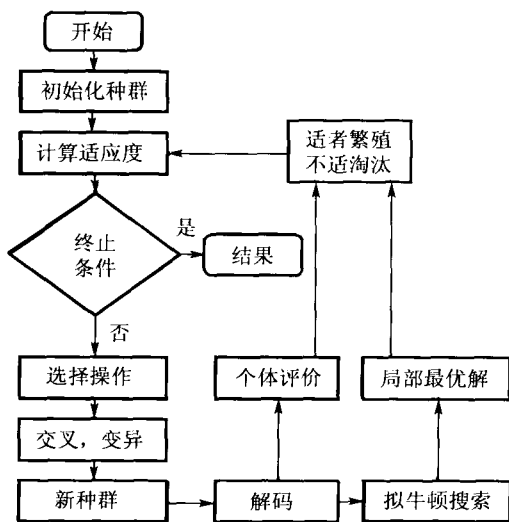 开始
初始化种群
计算适应度
适者繁殖
不适淘汰
终止
条件
是
结果
否
选择操作
个体评价
局部最优解
交叉，变异
新种群
解码
拟牛顿搜索